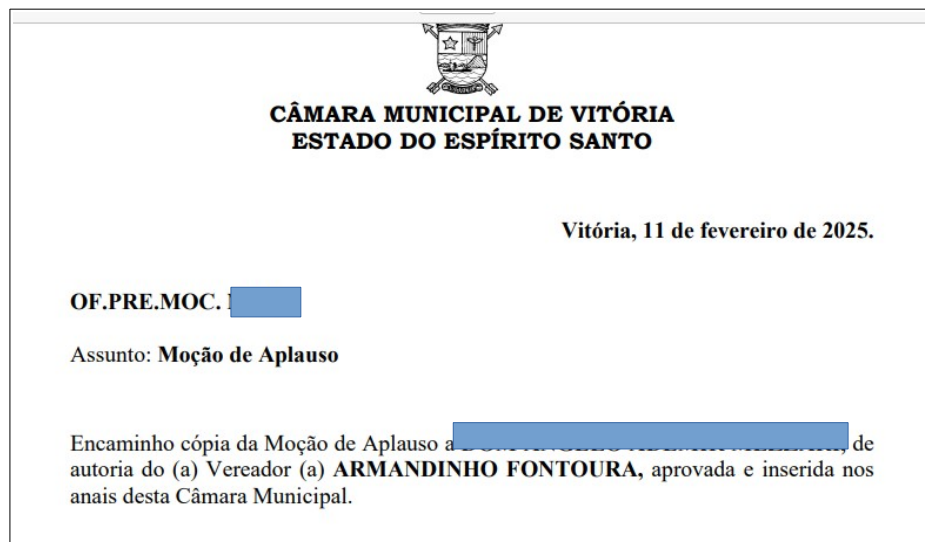 CÂMARA MUNICIPAL DE VITÓRIA
ESTADO DO ESPÍRITO SANTO
Vitória, 11 de fevereiro de 2025.
OF.PRE.MOC.
Assunto: Moção de Aplauso
Encaminho cópia da Moção de Aplauso a de
autoria do (a) Vereador (a) ARMANDINHO FONTOURA, aprovada e inserida nos
anais desta Câmara Municipal.